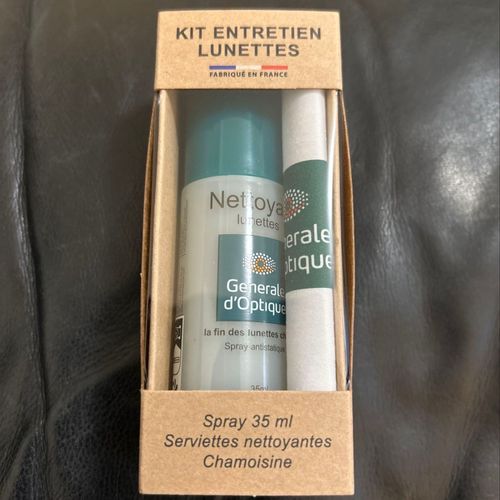 KIT ENTRETIEN
LUNETTES
FABRIQUÉ EN FRANCE
Nettoya
lunettes
Generale
d'Optique
la fin des lunettes
Spray antistatique
35ml
nerale
ptique
Spray 35 ml
Serviettes nettoyantes
Chamoisine